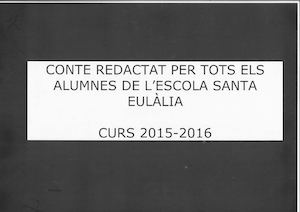 CONTE REDACTAT PER TOTS ELS
ALUMNES DE L'ESCOLA SANTA
EULÀLIA
CURS 2015-2016